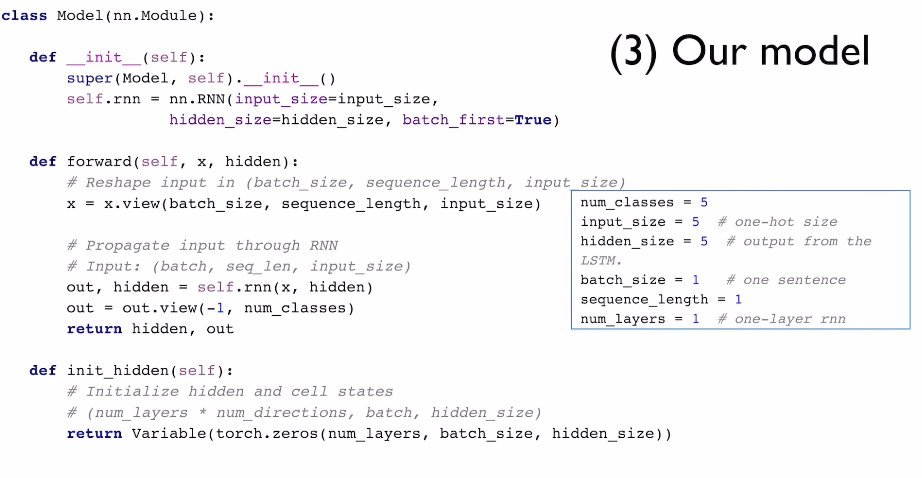 class Model(nn.Module):
(3) Our model
def __init__(self):
super(Model, self).__init__()
self.rnn = nn.RNN(input_size=input_size,
hidden_size=hidden_size, batch_first=True)
def forward(self, x, hidden):
# Reshape input in (batch_size, sequence_length, input_size)
x = x.view(batch_size, sequence_length, input_size)
# Propagate input through RNN
# Input: (batch, seq_len, input_size)
out, hidden = self.rnn(x, hidden)
out = out.view(-1, num_classes)
return hidden, out
num_classes = 5
input_size = 5  # one-hot size
hidden_size = 5  # output from the
LSTM.
batch_size = 1   # one sentence
sequence_length = 1
num_layers = 1  # one-layer rnn
def init_hidden(self):
# Initialize hidden and cell states
# (num_layers * num_directions, batch, hidden_size)
return Variable(torch.zeros(num_layers, batch_size, hidden_size))